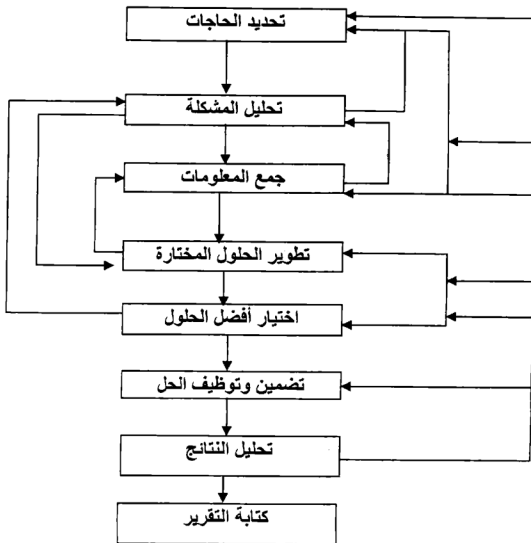 تحديد الحاجات
تحليل المشكلة
جمع المعلومات
تطوير الحلول المختارة
اختيار أفضل الحلول
تضمين وتوظيف الحل
تحليل النتائج
كتابة التقرير